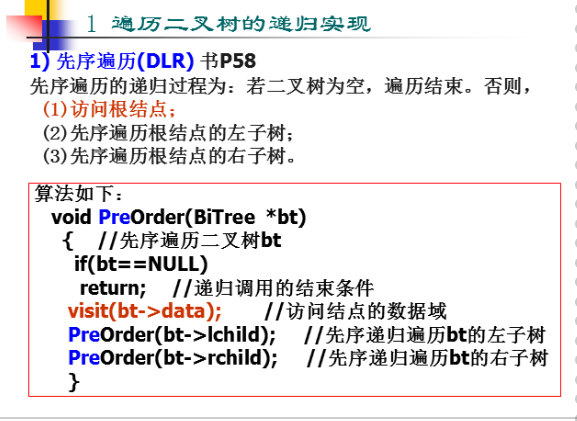 1 遍历二叉树的递归实现
1) 先序遍历(DLR) 书P58
先序遍历的递归过程为：若二叉树为空，遍历结束。否则，
(1)访问根结点；
(2)先序遍历根结点的左子树；
(3)先序遍历根结点的右子树。
算法如下：
void PreOrder(BiTree *bt)
{ //先序遍历二叉树bt
if(bt==NULL)
return; //递归调用的结束条件
visit(bt->data); //访问结点的数据域
PreOrder(bt->lchild); //先序递归遍历bt的左子树
PreOrder(bt->rchild); //先序递归遍历bt的右子树
}